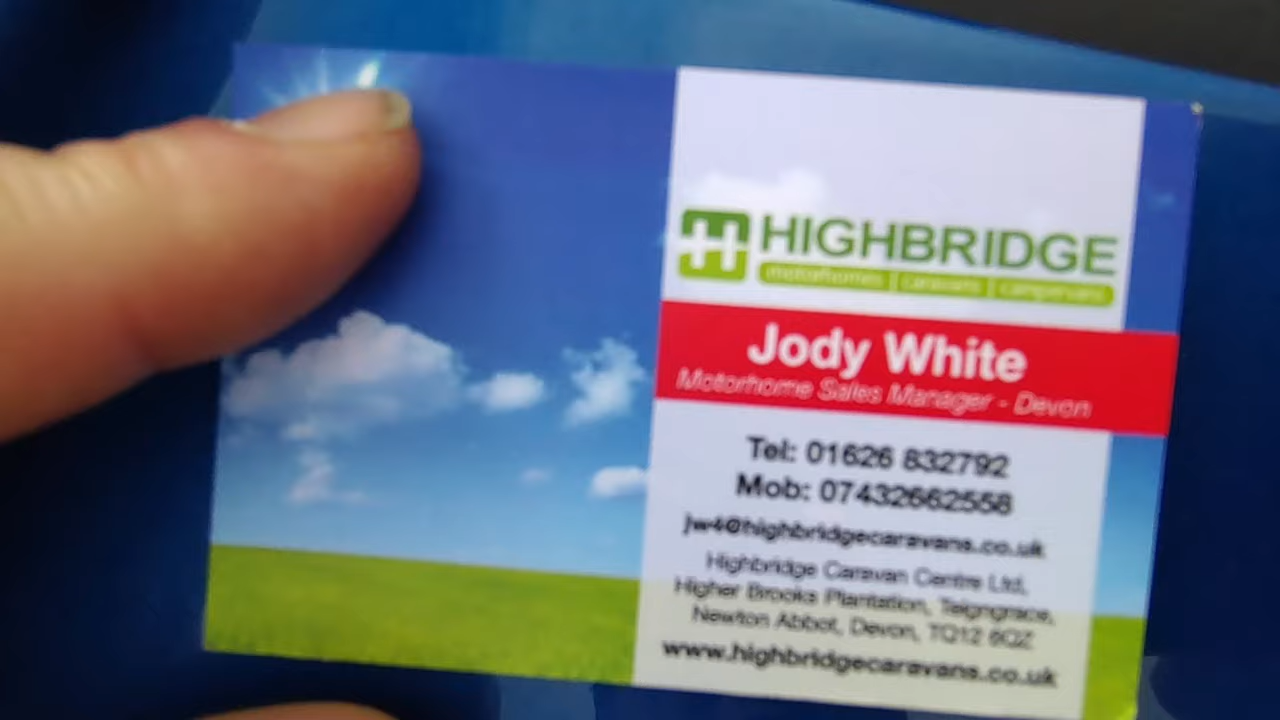 HIGHBRIDGE
motorhomes | caravans | campervans
Jody White
Motorhome Sales Manager - Devon
Tel: 01626 832792
Mob: 07432662558
jw4@highbridgecaravans.co.uk
Highbridge Caravan Centre Ltd,
Higher Brooks Plantation, Teigngrace,
Newton Abbot, Devon, TQ12 6QZ
www.highbridgecaravans.co.uk